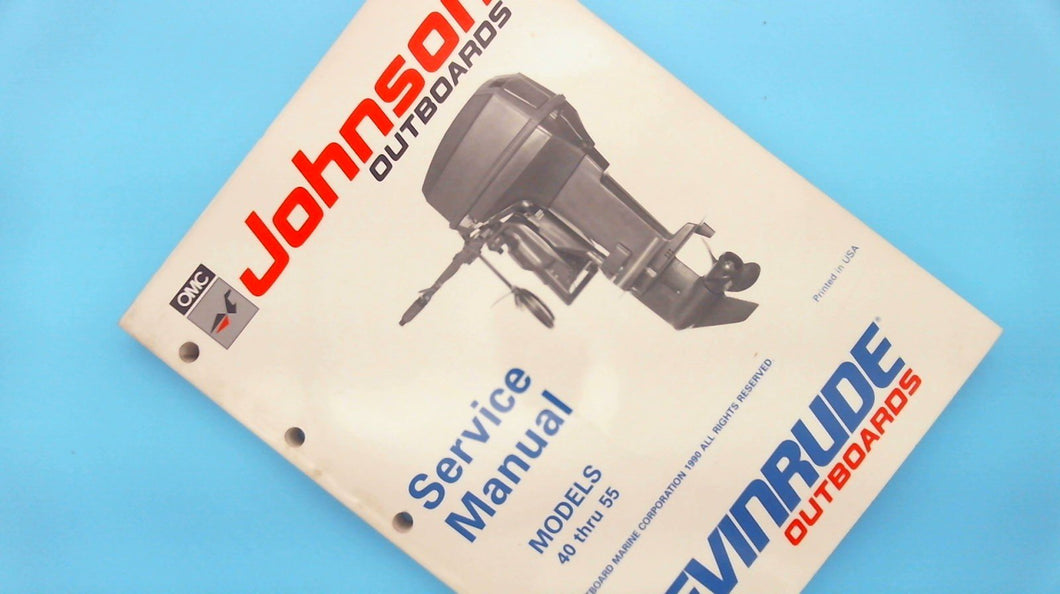 Johnson
OUTBOARDS
OMC
Service
Manual
MODELS
40 thru 55
Printed in USA
BOARD MARINE CORPORATION 1990 ALL RIGHTS RESERVED.
EVINRUDE®
OUTBOARDS